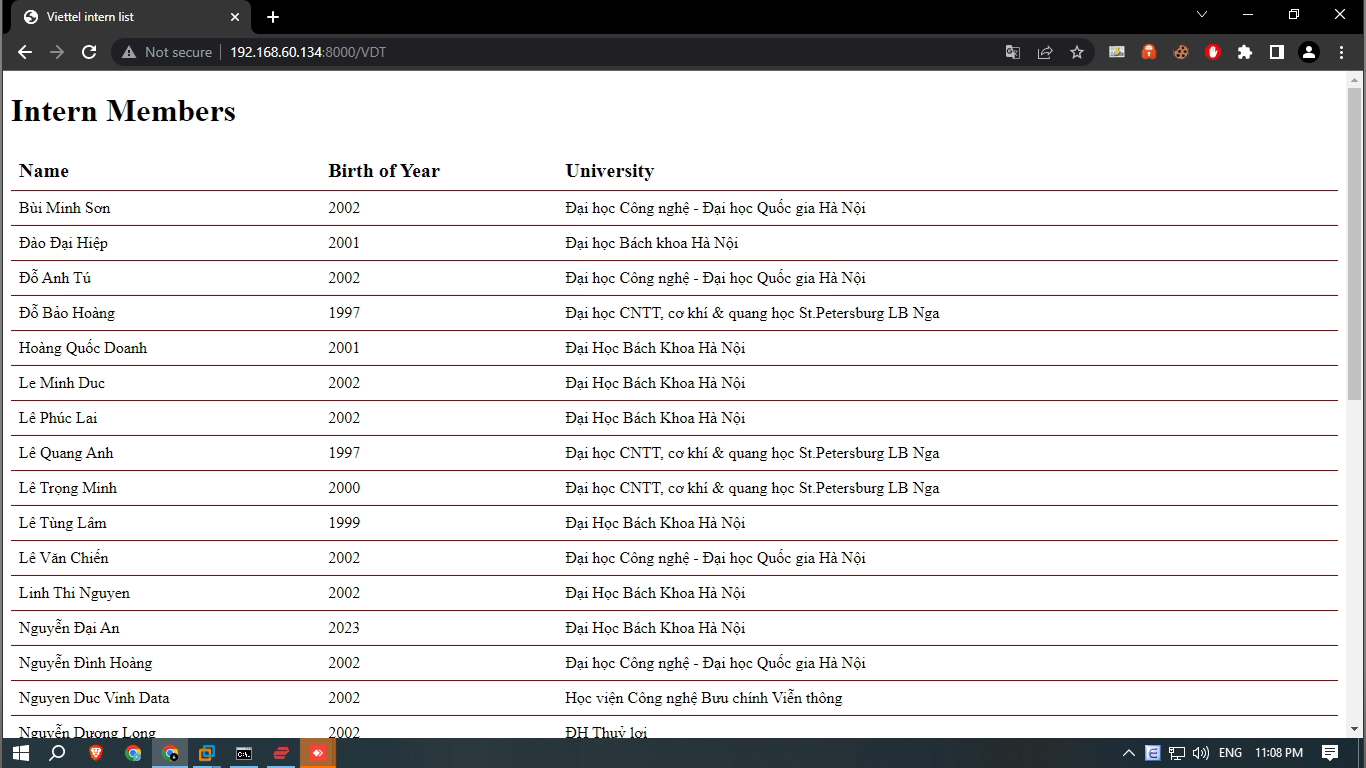 Viettel intern list
Not secure 192.168.60.134:8000/VDT
Intern Members
Name Birth of Year University
Bùi Minh Sơn 2002 Đại học Công nghệ - Đại học Quốc gia Hà Nội
Đào Đại Hiệp 2001 Đại học Bách khoa Hà Nội
Đỗ Anh Tú 2002 Đại học Công nghệ - Đại học Quốc gia Hà Nội
Đỗ Bảo Hoàng 1997 Đại học CNTT, cơ khí & quang học St.Petersburg LB Nga
Hoàng Quốc Doanh 2001 Đại Học Bách Khoa Hà Nội
Le Minh Duc 2002 Đại Học Bách Khoa Hà Nội
Lê Phúc Lai 2002 Đại Học Bách Khoa Hà Nội
Lê Quang Anh 1997 Đại học CNTT, cơ khí & quang học St.Petersburg LB Nga
Lê Trọng Minh 2000 Đại học CNTT, cơ khí & quang học St.Petersburg LB Nga
Lê Tùng Lâm 1999 Đại Học Bách Khoa Hà Nội
Lê Văn Chiến 2002 Đại học Công nghệ - Đại học Quốc gia Hà Nội
Linh Thi Nguyen 2002 Đại Học Bách Khoa Hà Nội
Nguyễn Đại An 2023 Đại Học Bách Khoa Hà Nội
Nguyễn Đình Hoàng 2002 Đại học Công nghệ - Đại học Quốc gia Hà Nội
Nguyen Duc Vinh Data 2002 Học viện Công nghệ Bưu chính Viễn thông
Nguyễn Dương Long 2002 ĐH Thuỷ lợi
ENG 11:08 PM